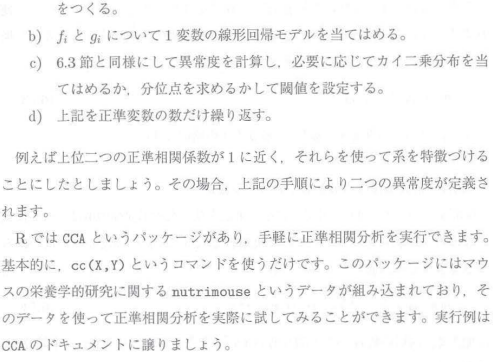 をつくる。
b) fᵢ と gᵢ について 1 変数の線形回帰モデルを当てはめる。
c) 6.3 節と同様にして異常度を計算し，必要に応じてカイ二乗分布を当
てはめるか，分位点を求めるかして閾値を設定する。
d) 上記を正準変数の数だけ繰り返す。
例えば上位二つの正準相関係数が 1 に近く，それらを使って系を特徴づける
ことにしたとしましょう。その場合，上記の手順により二つの異常度が定義さ
れます。
R では CCA というパッケージがあり，手軽に正準相関分析を実行できます。
基本的に，cc(X,Y) というコマンドを使うだけです。このパッケージにはマウ
スの栄養学的研究に関する nutrimouse というデータが組み込まれており，そ
のデータを使って正準相関分析を実際に試してみることができます。実行例は
CCA のドキュメントに譲りましょう。